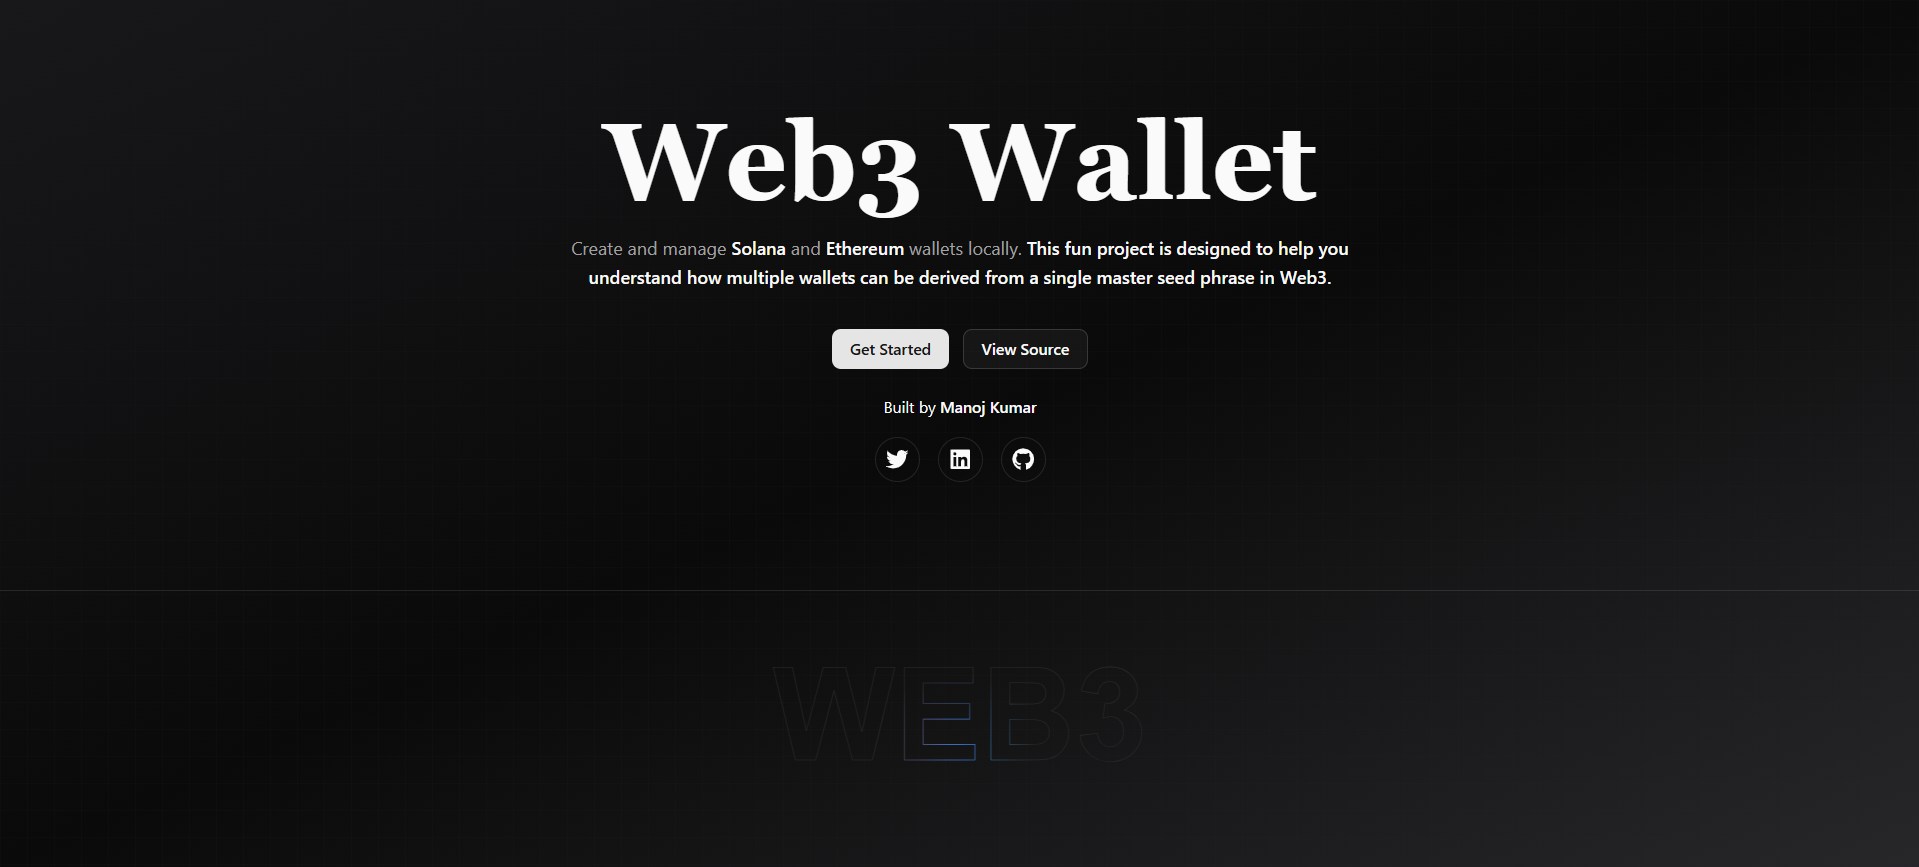 Web3 Wallet
Create and manage Solana and Ethereum wallets locally. This fun project is designed to help you
understand how multiple wallets can be derived from a single master seed phrase in Web3.
Get Started
View Source
Built by Manoj Kumar
in
WEB3